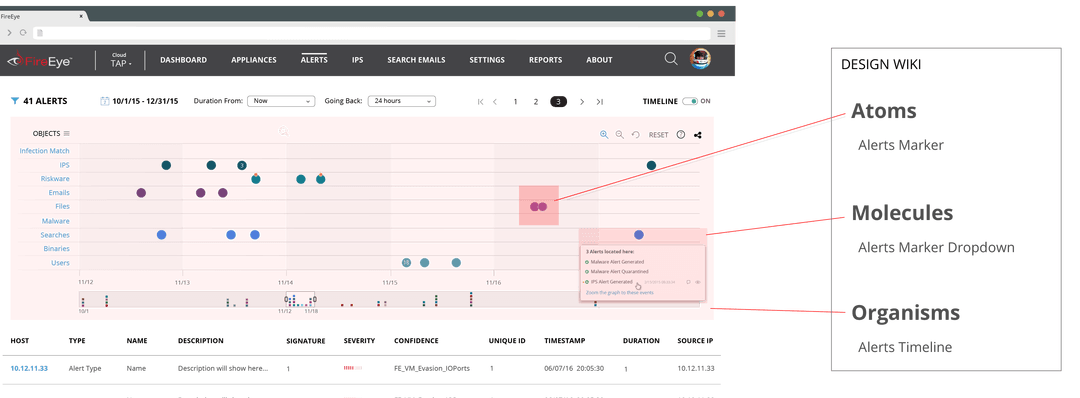 FireEye
x
FireEye™
Cloud
TAP
DASHBOARD
APPLIANCES
ALERTS
IPS
SEARCH EMAILS
SETTINGS
REPORTS
ABOUT
41 ALERTS
10/1/15 - 12/31/15
Duration From:
Now
Going Back:
24 hours
1 2 3
TIMELINE
ON
OBJECTS
RESET
Infection Match
IPS
3
Riskware
Emails
Files
Malware
Searches
Binaries
Users
3 Alerts located here:
Malware Alert Generated
Malware Alert Quarantined
IPS Alert Generated
Zoom the graph to these events
11/12 11/13 11/14 11/15 11/16
10/1 11/12 11/18
HOST TYPE NAME DESCRIPTION SIGNATURE SEVERITY CONFIDENCE UNIQUE ID TIMESTAMP DURATION SOURCE IP
10.12.11.33 Alert Type Name Description will show here... 1 FE_VM_Evasion_IOPorts 1 06/07/16 20:05:30 1 10.12.11.33
DESIGN WIKI
Atoms
Alerts Marker
Molecules
Alerts Marker Dropdown
Organisms
Alerts Timeline